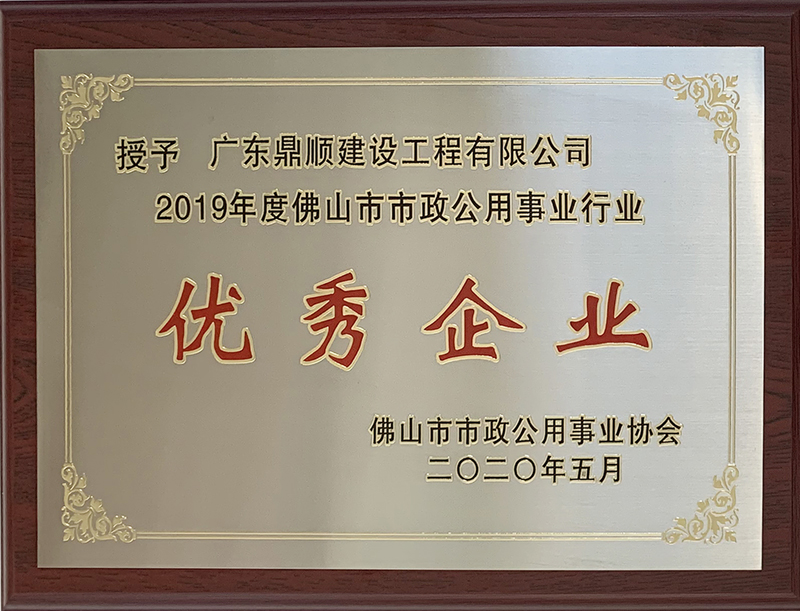 授予 广东鼎顺建设工程有限公司
2019年度佛山市市政公用事业行业
优秀企业
佛山市市政公用事业协会
二〇二〇年五月